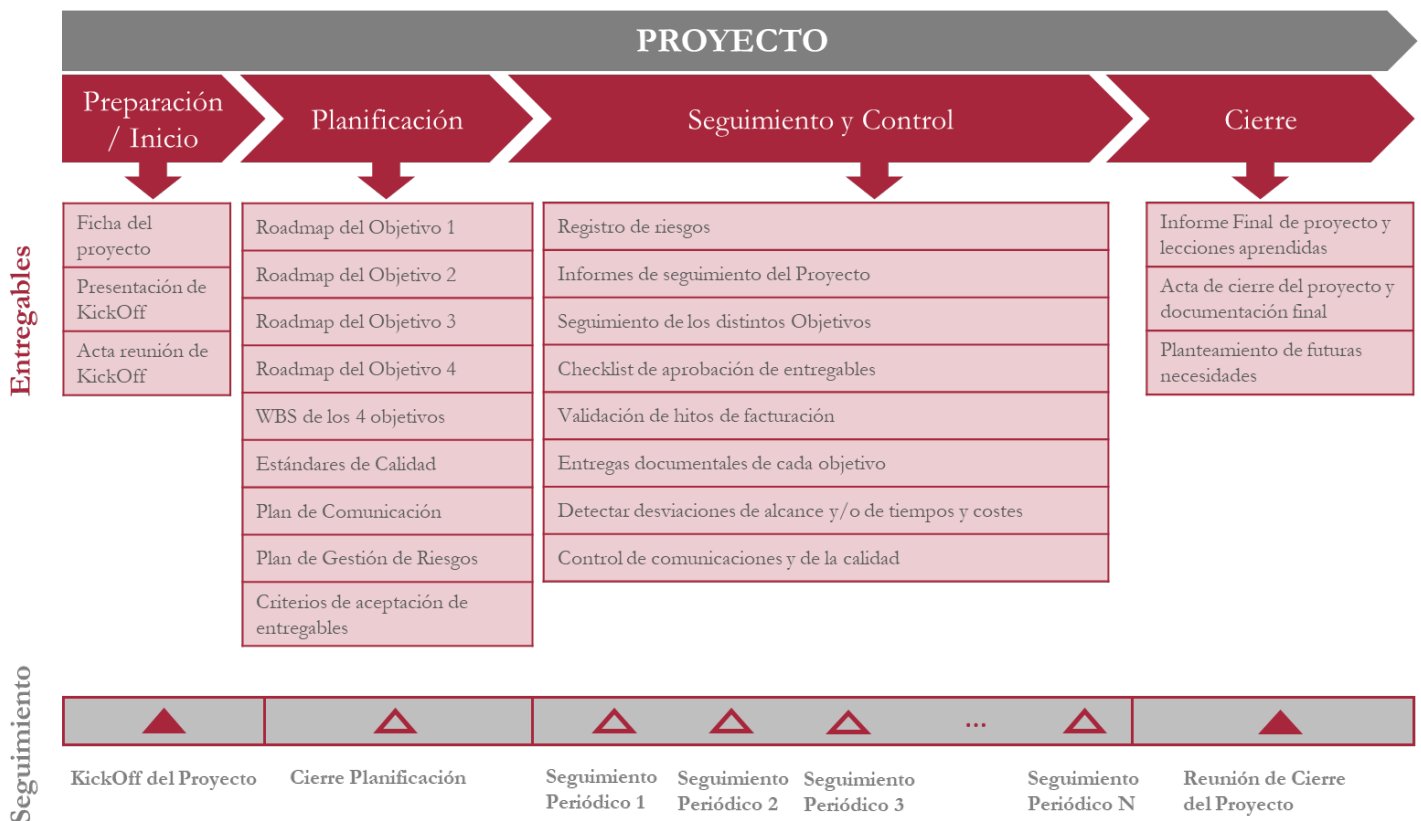 PROYECTO
Preparación
/ Inicio
Planificación
Seguimiento y Control
Cierre
Entregables
Ficha del
proyecto
Presentación de
KickOff
Acta reunión de
KickOff
Roadmap del Objetivo 1
Roadmap del Objetivo 2
Roadmap del Objetivo 3
Roadmap del Objetivo 4
WBS de los 4 objetivos
Estándares de Calidad
Plan de Comunicación
Plan de Gestión de Riesgos
Criterios de aceptación de
entregables
Registro de riesgos
Informes de seguimiento del Proyecto
Seguimiento de los distintos Objetivos
Checklist de aprobación de entregables
Validación de hitos de facturación
Entregas documentales de cada objetivo
Detectar desviaciones de alcance y/o de tiempos y costes
Control de comunicaciones y de la calidad
Informe Final de proyecto y
lecciones aprendidas
Acta de cierre del proyecto y
documentación final
Planteamiento de futuras
necesidades
Seguimiento
...
KickOff del Proyecto
Cierre Planificación
Seguimiento
Periódico 1
Seguimiento
Periódico 2
Seguimiento
Periódico 3
Seguimiento
Periódico N
Reunión de Cierre
del Proyecto